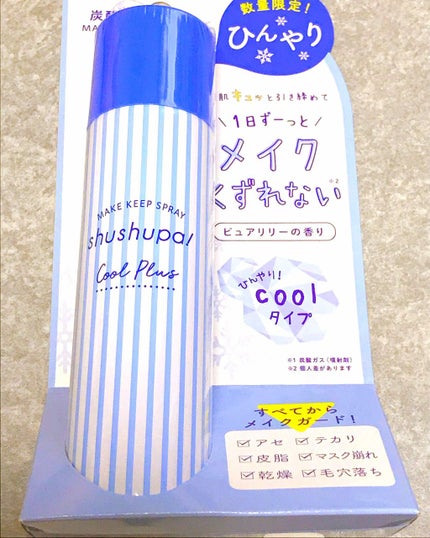 炭酸
MA
数量限定!
ひんやり
肌キュッと引き締めて
1日ずーっと
メイク
くずれない※2
ピュアリリーの香り
MAKE KEEP SPRAY
shushupa!
Cool Plus
ひんやり!
cool
タイプ
※1 炭酸ガス(噴射剤)
※2 個人差があります
すべてから
メイクガード!
☑アセ ☑テカリ
☑皮脂 ☑マスク崩れ
☑乾燥 ☑毛穴落ち